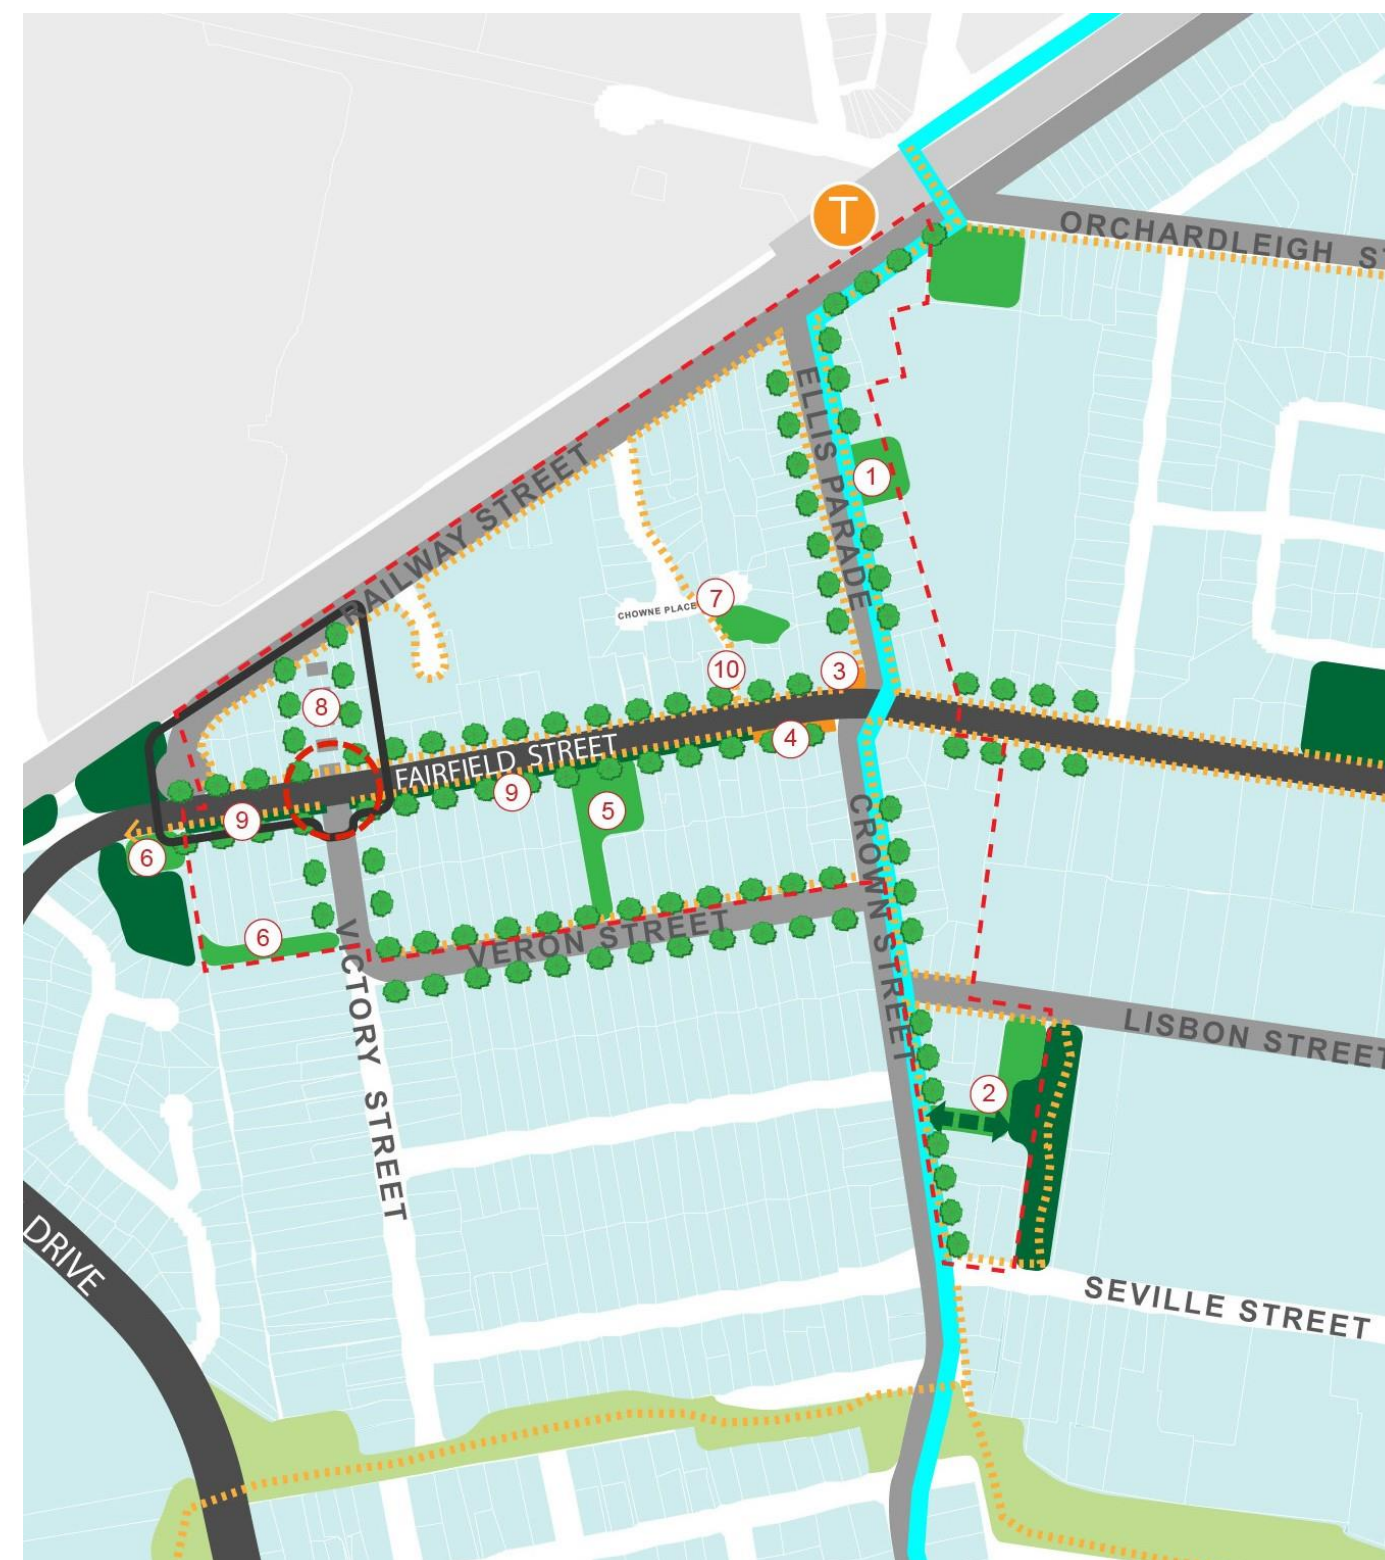 T
ORCHARDLEIGH S
ELLIS PARADE
1
RAILWAY STREET
7
CHOWNE PLACE
10
3
8
4
FAIRFIELD STREET
9
9
5
6
CROWN STREET
6
VERON STREET
VICTORY STREET
LISBON STREET
2
DRIVE
SEVILLE STREET